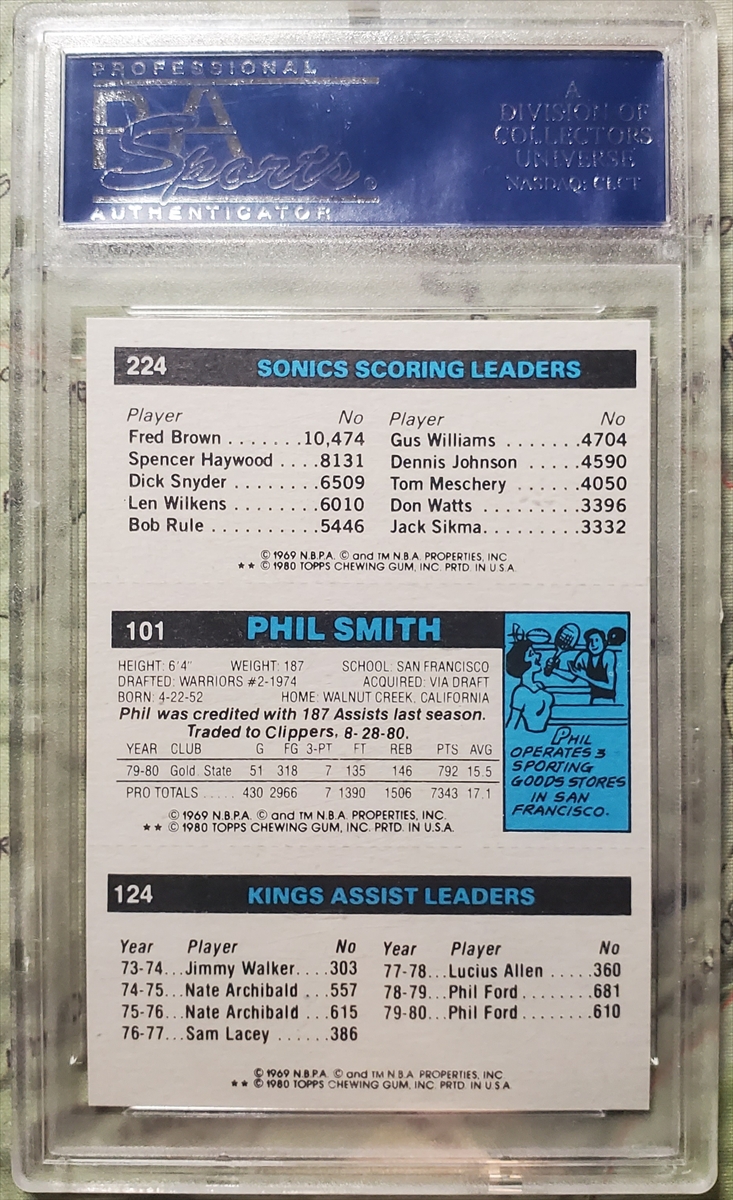 PROFESSIONAL
PSA
Sports®
AUTHENTICATOR
A
DIVISION OF
COLLECTORS
UNIVERSE
NASDAQ: CLCT
224 SONICS SCORING LEADERS
Player No Player No
Fred Brown .......10,474 Gus Williams .......4704
Spencer Haywood ....8131 Dennis Johnson .....4590
Dick Snyder ........6509 Tom Meschery ......4050
Len Wilkens ........6010 Don Watts .........3396
Bob Rule ..........5446 Jack Sikma.........3332
© 1969 N.B.P.A. © and TM N.B.A. PROPERTIES, INC
★★ © 1980 TOPPS CHEWING GUM, INC. PRTD. IN U.S.A.
101 PHIL SMITH
HEIGHT: 6'4" WEIGHT: 187 SCHOOL: SAN FRANCISCO
DRAFTED: WARRIORS #2-1974 ACQUIRED: VIA DRAFT
BORN: 4-22-52 HOME: WALNUT CREEK, CALIFORNIA
Phil was credited with 187 Assists last season.
Traded to Clippers, 8-28-80.
YEAR CLUB G FG 3-PT FT REB PTS AVG
79-80 Gold. State 51 318 7 135 146 792 15.5
PRO TOTALS ..... 430 2966 7 1390 1506 7343 17.1
© 1969 N.B.P.A. © and TM N.B.A. PROPERTIES, INC.
★★ © 1980 TOPPS CHEWING GUM, INC. PRTD. IN U.S.A.
PHIL
OPERATES 3
SPORTING
GOODS STORES
IN SAN
FRANCISCO.
124 KINGS ASSIST LEADERS
Year Player No Year Player No
73-74...Jimmy Walker....303 77-78...Lucius Allen .....360
74-75...Nate Archibald ...557 78-79...Phil Ford........681
75-76...Nate Archibald ...615 79-80...Phil Ford........610
76-77...Sam Lacey ......386
© 1969 N.B.P.A. © and TM N.B.A. PROPERTIES, INC
★★ © 1980 TOPPS CHEWING GUM, INC. PRTD. IN U.S.A.